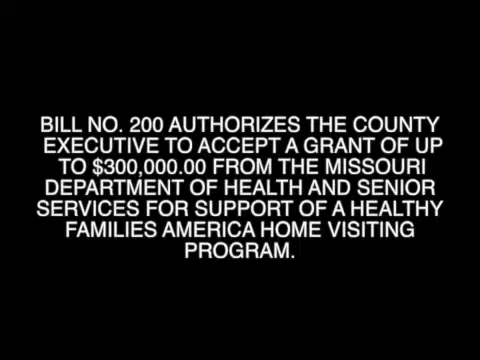 BILL NO. 200 AUTHORIZES THE COUNTY
EXECUTIVE TO ACCEPT A GRANT OF UP
TO $300,000.00 FROM THE MISSOURI
DEPARTMENT OF HEALTH AND SENIOR
SERVICES FOR SUPPORT OF A HEALTHY
FAMILIES AMERICA HOME VISITING
PROGRAM.